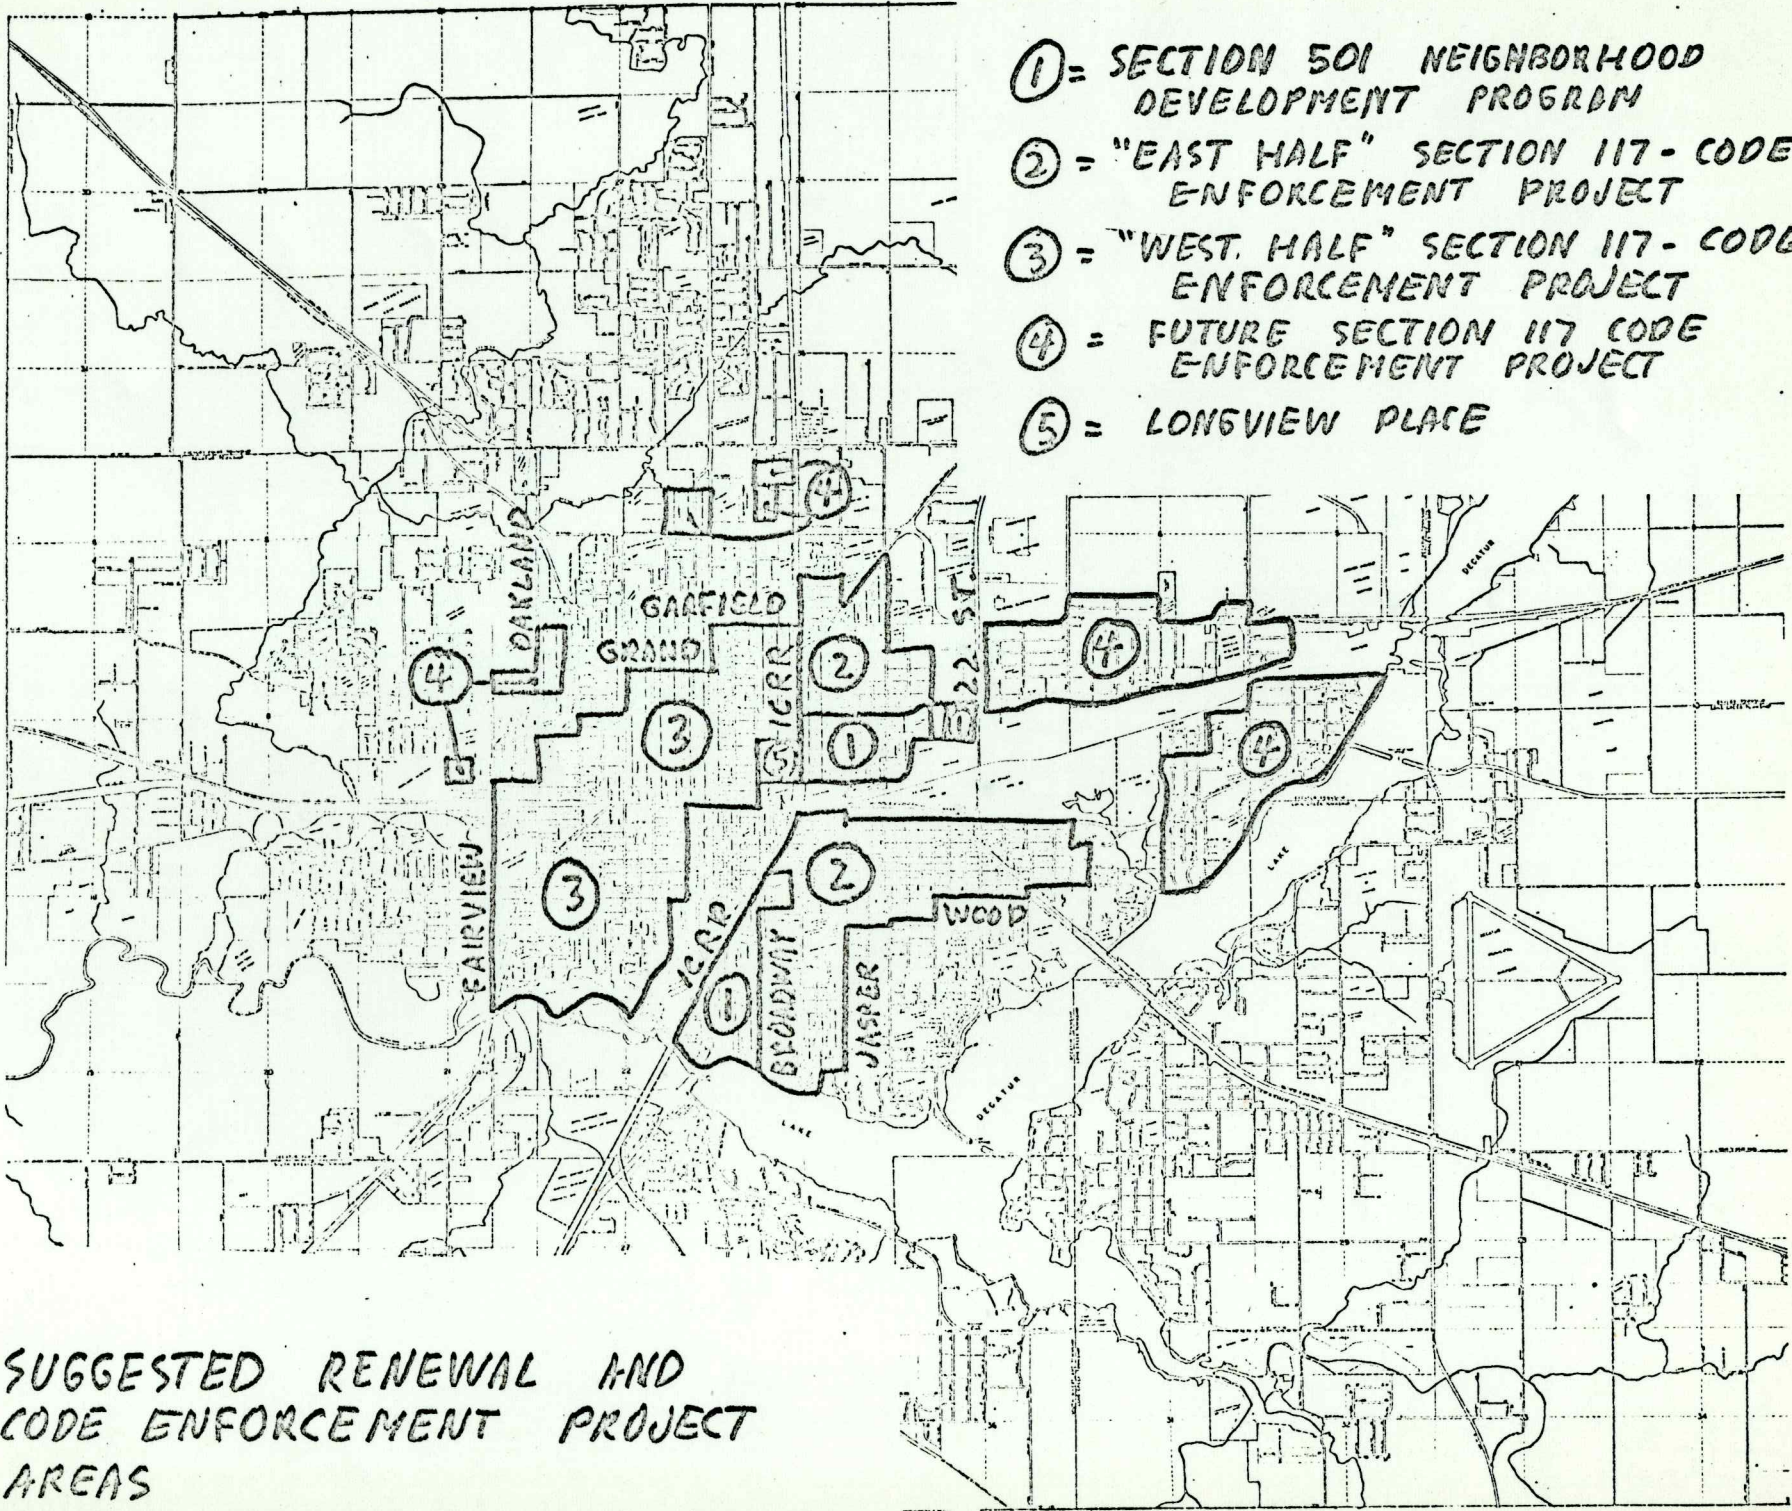 ① = SECTION 501 NEIGHBORHOOD
DEVELOPMENT PROGRAM
② = "EAST HALF" SECTION 117 - CODE
ENFORCEMENT PROJECT
③ = "WEST. HALF" SECTION 117 - CODE
ENFORCEMENT PROJECT
④ = FUTURE SECTION 117 CODE
ENFORCEMENT PROJECT
⑤ = LONGVIEW PLACE
④
OAKLAND
DECATUR
22 ST.
GARFIELD
GRAND
④
②
④
ICRR
③
①
⑤
④
1
FAIRVIEW
③
②
LAKE
WOOD
ICRR
①
BROADWAY
JASPER
DECATUR
LAKE
SUGGESTED RENEWAL AND
CODE ENFORCEMENT PROJECT
AREAS